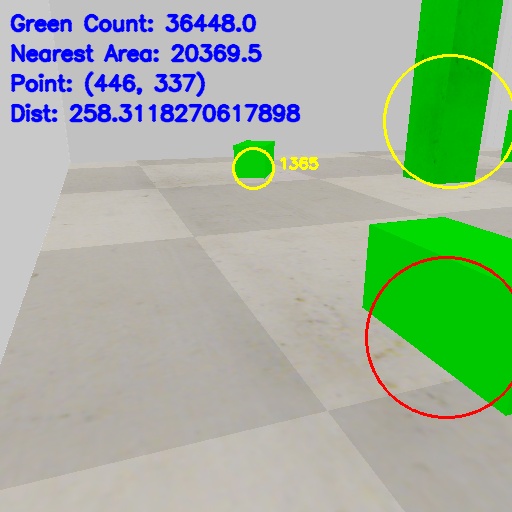 Green Count: 36448.0
Nearest Area: 20369.5
Point: (446, 337)
Dist: 258.3118270617898
1365